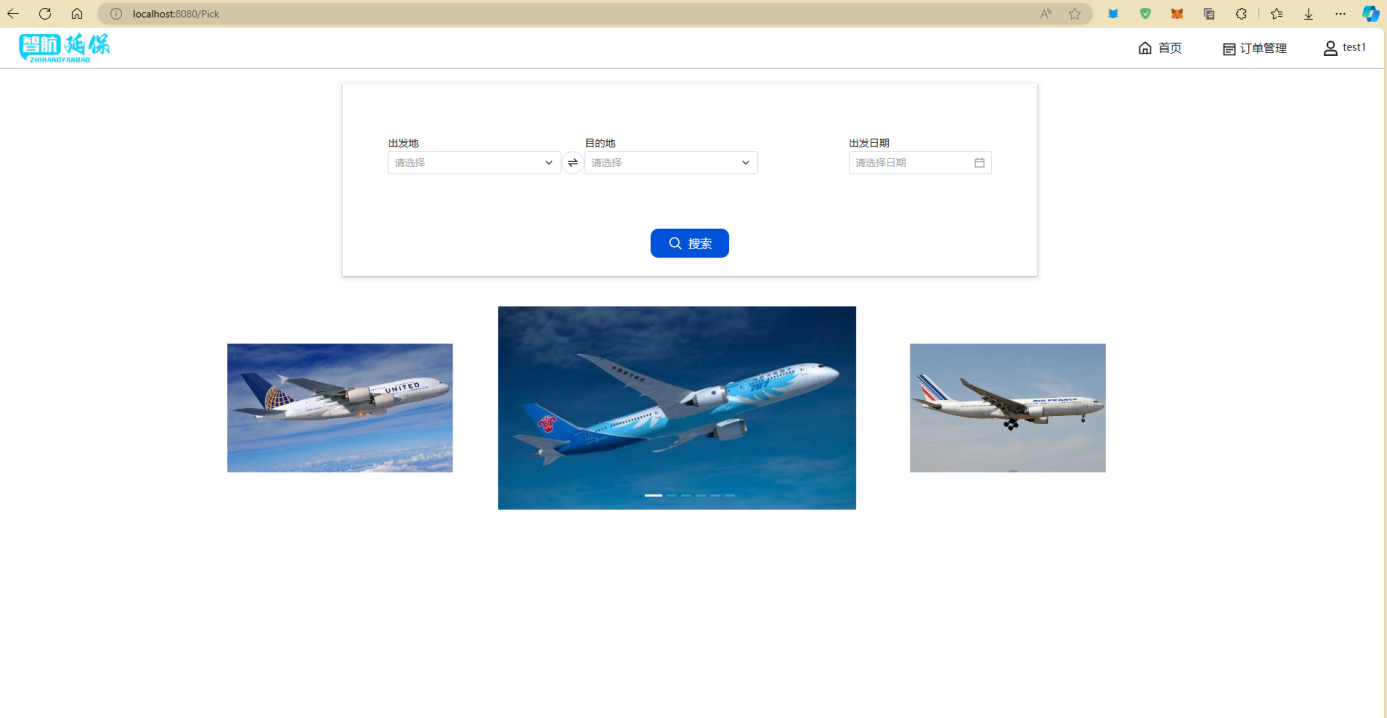 localhost:8080/Pick
智航延保
ZHIHANGYANBAO
首页
订单管理
test1
出发地
目的地
出发日期
请选择
请选择
请选择日期
搜索
UNITED
AIR FRANCE